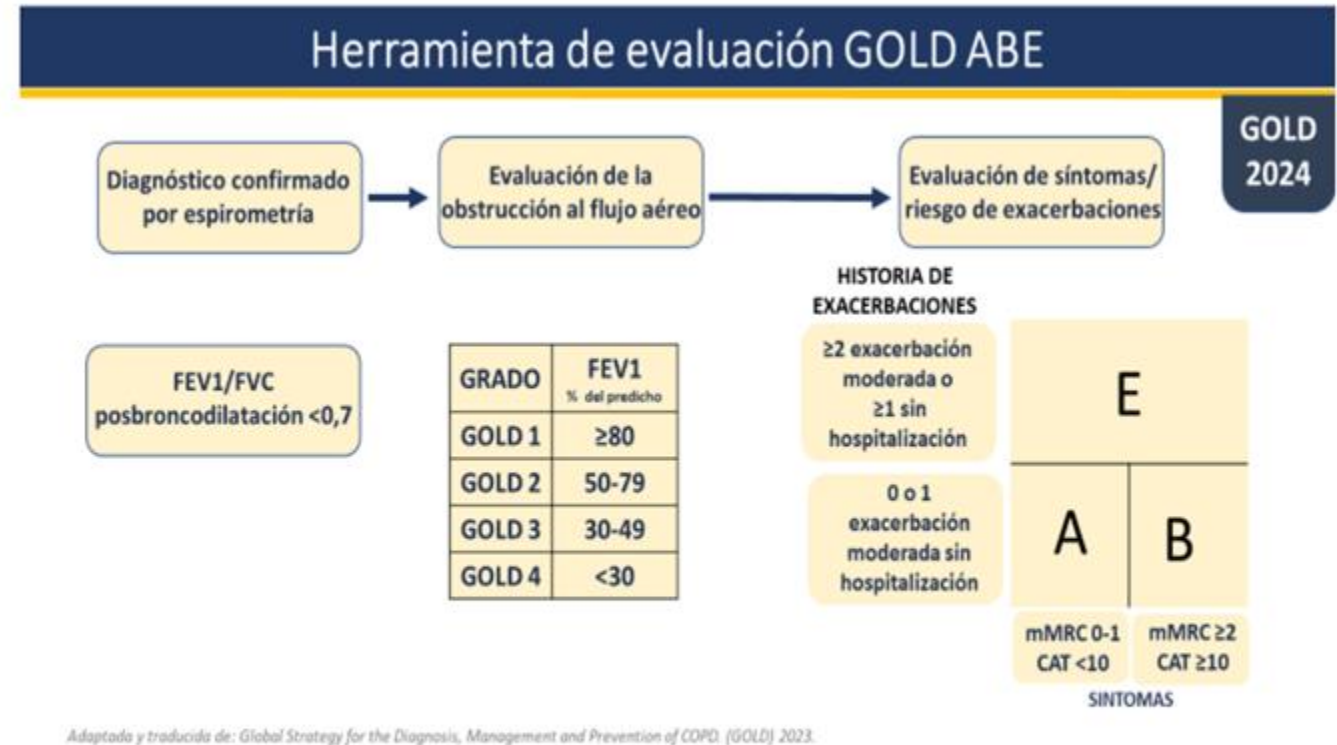 Herramienta de evaluación GOLD ABE
GOLD
2024
Diagnóstico confirmado
por espirometría
Evaluación de la
obstrucción al flujo aéreo
Evaluación de síntomas/
riesgo de exacerbaciones
FEV1/FVC
posbroncodilatación <0,7
GRADO FEV1
% del predicho
GOLD 1 ≥80
GOLD 2 50-79
GOLD 3 30-49
GOLD 4 <30
HISTORIA DE
EXACERBACIONES
≥2 exacerbación
moderada o
≥1 sin
hospitalización
E
0 o 1
exacerbación
moderada sin
hospitalización
A B
mMRC 0-1
CAT <10
mMRC ≥2
CAT ≥10
SINTOMAS
Adaptada y traducida de: Global Strategy for the Diagnosis, Management and Prevention of COPD. (GOLD) 2023.